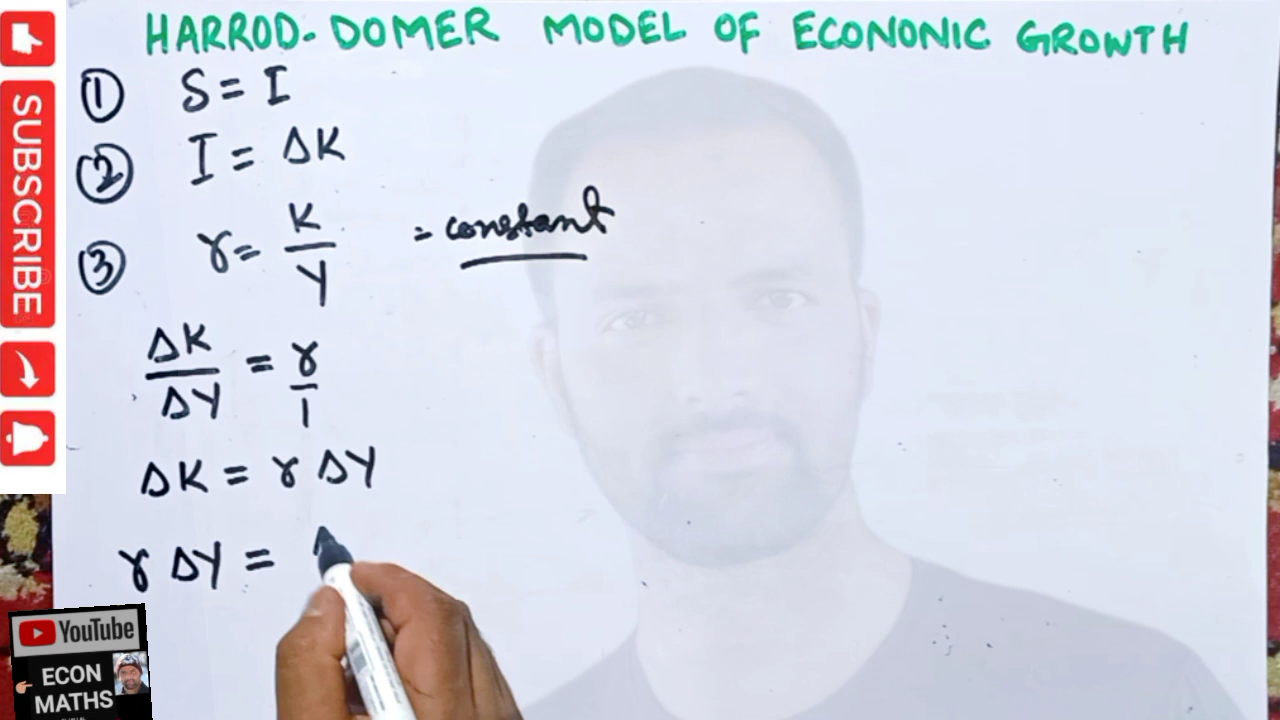 HARROD-DOMER MODEL OF ECONONIC GROWTH
① S = I
② I = ΔK
③ γ = K/Y = constant
ΔK/ΔY = γ/1
ΔK = γ ΔY
γ ΔY =
SUBSCRIBE
YouTube
ECON
MATHS